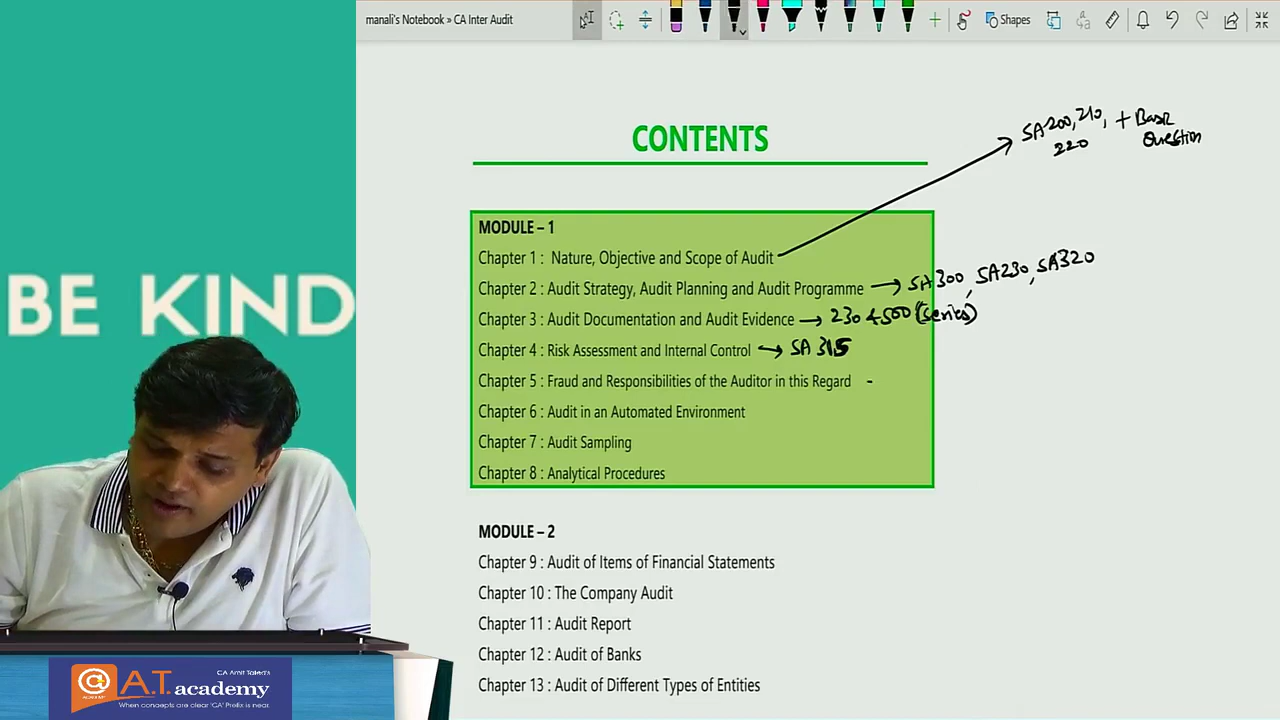 manali's Notebook » CA Inter Audit
Shapes
CONTENTS
SA200, 210, + Basic
220 Question
MODULE – 1
Chapter 1 : Nature, Objective and Scope of Audit
Chapter 2 : Audit Strategy, Audit Planning and Audit Programme → SA300, SA230, SA320
Chapter 3 : Audit Documentation and Audit Evidence → 230 & 500 (series)
Chapter 4 : Risk Assessment and Internal Control → SA 315
Chapter 5 : Fraud and Responsibilities of the Auditor in this Regard -
Chapter 6 : Audit in an Automated Environment
Chapter 7 : Audit Sampling
Chapter 8 : Analytical Procedures
MODULE – 2
Chapter 9 : Audit of Items of Financial Statements
Chapter 10 : The Company Audit
Chapter 11 : Audit Report
Chapter 12 : Audit of Banks
Chapter 13 : Audit of Different Types of Entities
BE KIND
CA Amit Talda's
@A.T. academy
ACADEMY
When concepts are clear 'CA' Prefix is near.